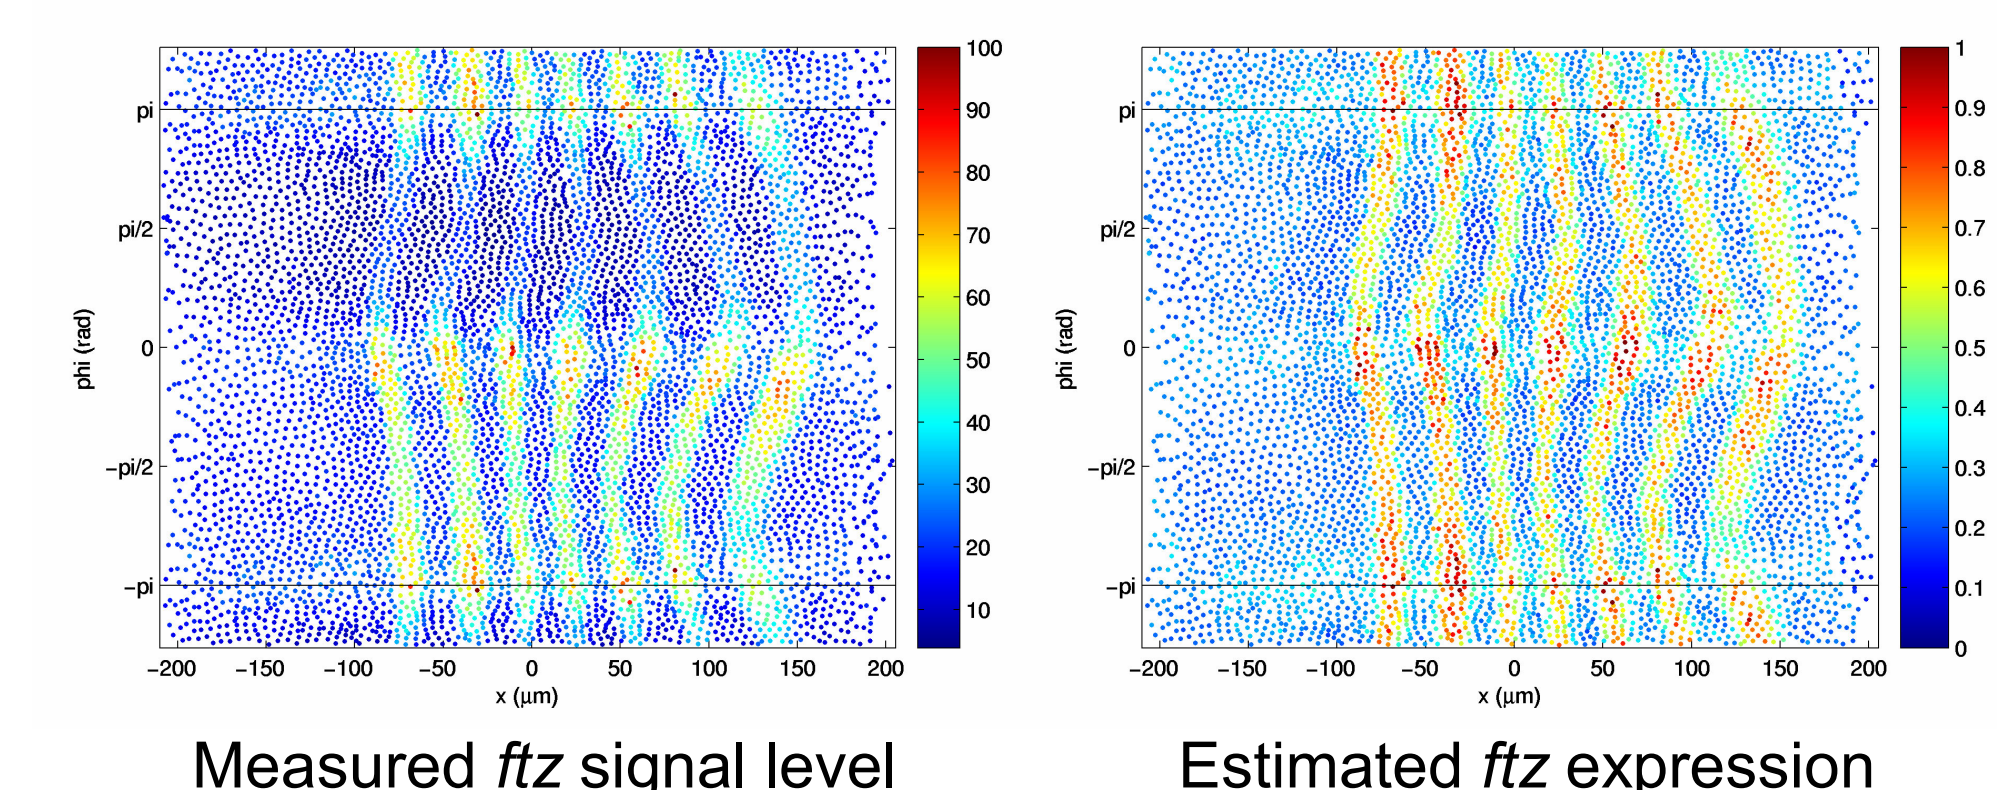 pi
pi/2
0
−pi/2
−pi
phi (rad)
−200 −150 −100 −50 0 50 100 150 200
x (μm)
100
90
80
70
60
50
40
30
20
10
Measured ftz signal level
pi
pi/2
0
−pi/2
−pi
phi (rad)
−200 −150 −100 −50 0 50 100 150 200
x (μm)
1
0.9
0.8
0.7
0.6
0.5
0.4
0.3
0.2
0.1
0
Estimated ftz expression